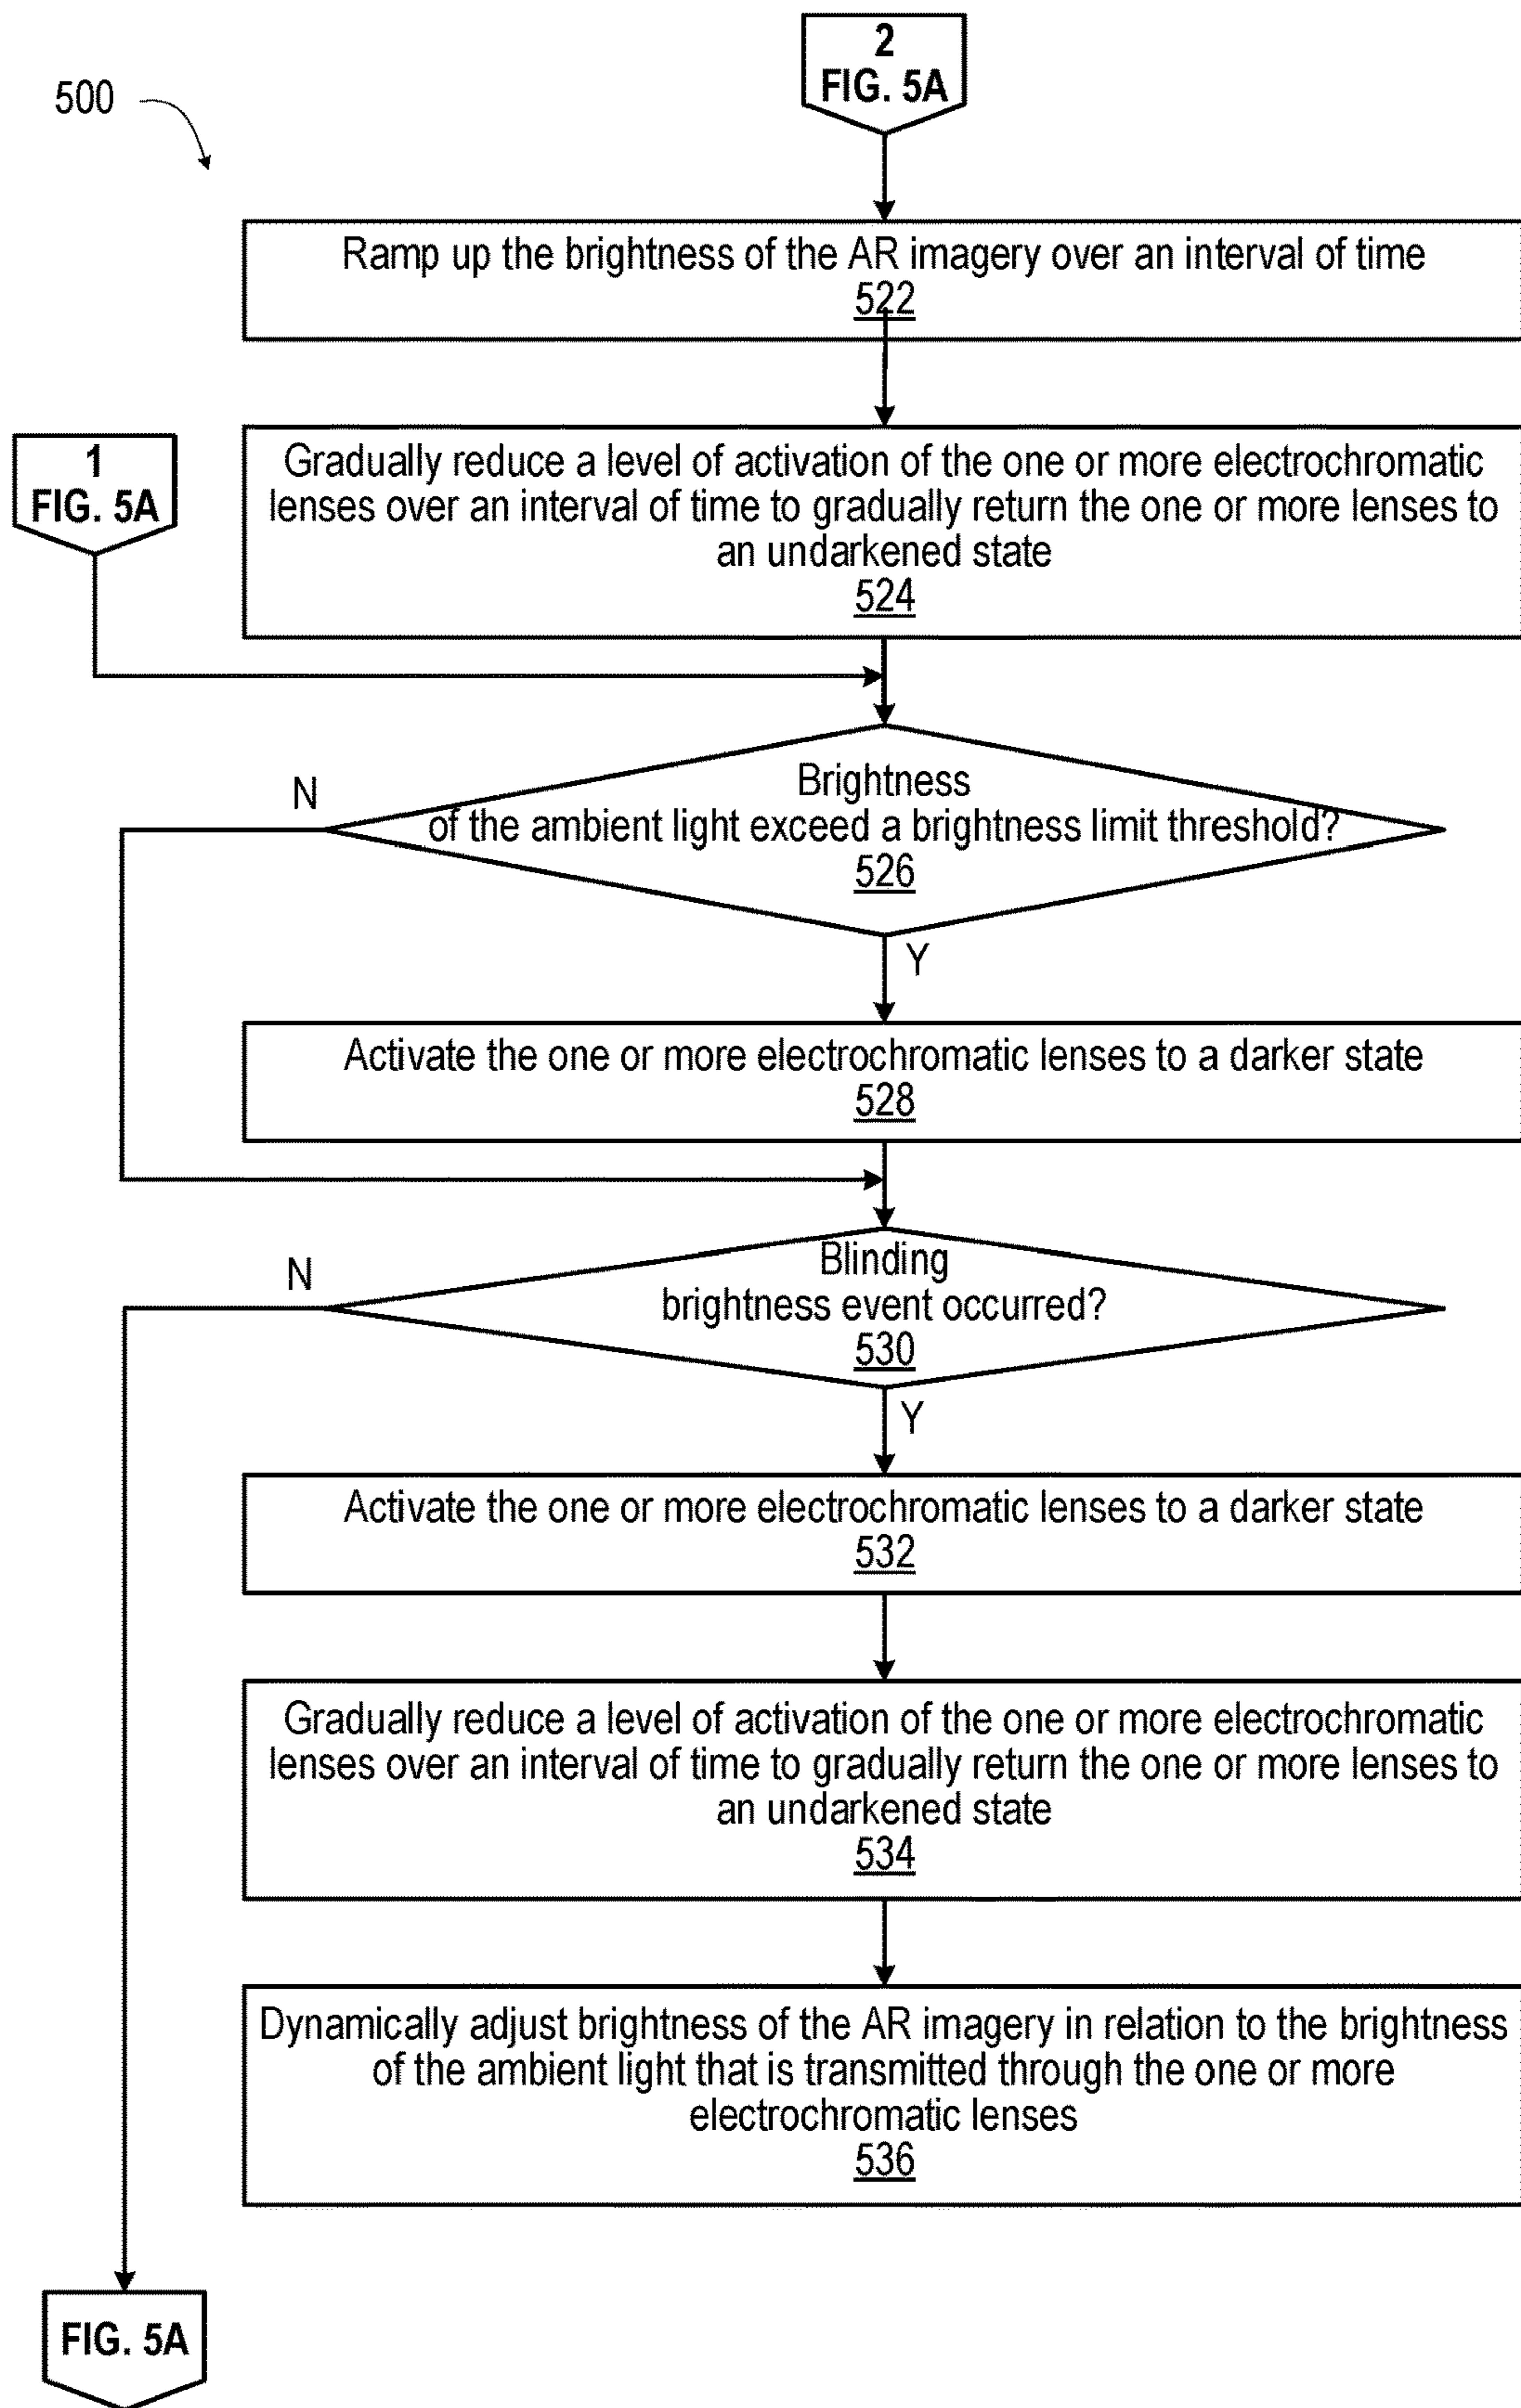 2
FIG. 5A
500
Ramp up the brightness of the AR imagery over an interval of time
522
1
FIG. 5A
Gradually reduce a level of activation of the one or more electrochromatic
lenses over an interval of time to gradually return the one or more lenses to
an undarkened state
524
N
Brightness
of the ambient light exceed a brightness limit threshold?
526
Y
Activate the one or more electrochromatic lenses to a darker state
528
N
Blinding
brightness event occurred?
530
Y
Activate the one or more electrochromatic lenses to a darker state
532
Gradually reduce a level of activation of the one or more electrochromatic
lenses over an interval of time to gradually return the one or more lenses to
an undarkened state
534
Dynamically adjust brightness of the AR imagery in relation to the brightness
of the ambient light that is transmitted through the one or more
electrochromatic lenses
536
FIG. 5A